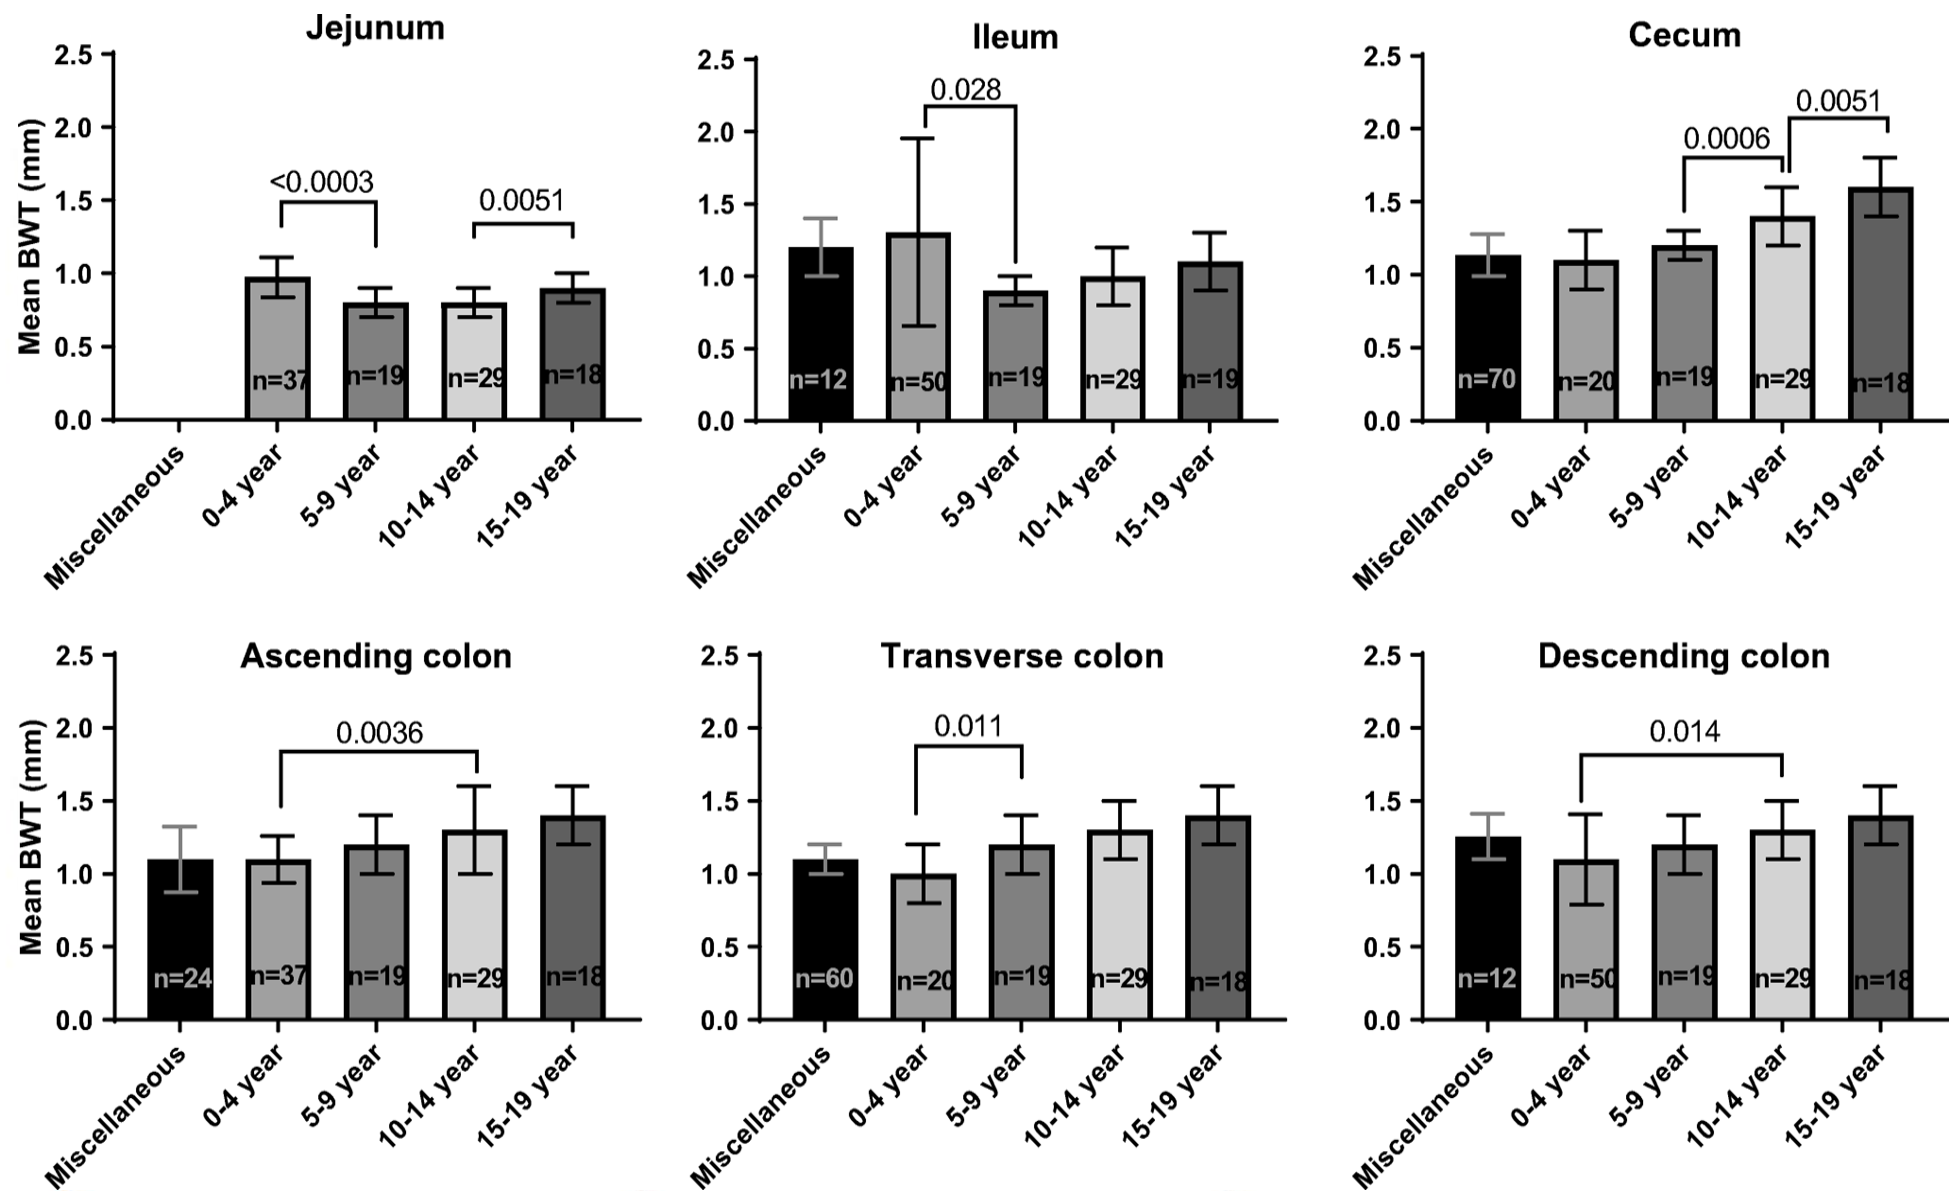 Jejunum
Mean BWT (mm)
2.5
2.0
1.5
1.0
0.5
0.0
<0.0003
0.0051
n=37
n=19
n=29
n=18
Miscellaneous
0-4 year
5-9 year
10-14 year
15-19 year
Ileum
2.5
2.0
1.5
1.0
0.5
0.0
0.028
n=12
n=50
n=19
n=29
n=19
Miscellaneous
0-4 year
5-9 year
10-14 year
15-19 year
Cecum
2.5
2.0
1.5
1.0
0.5
0.0
0.0006
0.0051
n=70
n=20
n=19
n=29
n=18
Miscellaneous
0-4 year
5-9 year
10-14 year
15-19 year
Ascending colon
Mean BWT (mm)
2.5
2.0
1.5
1.0
0.5
0.0
0.0036
n=24
n=37
n=19
n=29
n=18
Miscellaneous
0-4 year
5-9 year
10-14 year
15-19 year
Transverse colon
2.5
2.0
1.5
1.0
0.5
0.0
0.011
n=60
n=20
n=19
n=29
n=18
Miscellaneous
0-4 year
5-9 year
10-14 year
15-19 year
Descending colon
2.5
2.0
1.5
1.0
0.5
0.0
0.014
n=12
n=50
n=19
n=29
n=18
Miscellaneous
0-4 year
5-9 year
10-14 year
15-19 year